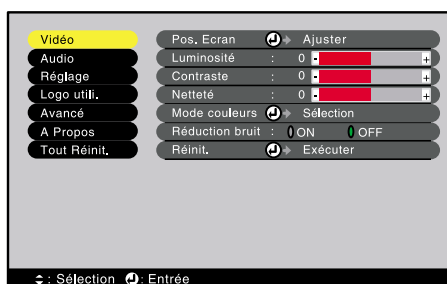 Vidéo
Audio
Réglage
Logo utili.
Avancé
A Propos
Tout Réinit.
Pos. Ecran Ajuster
Luminosité : 0 - +
Contraste : 0 - +
Netteté : 0 - +
Mode couleurs Sélection
Réduction bruit : ON OFF
Réinit. Exécuter
: Sélection : Entrée